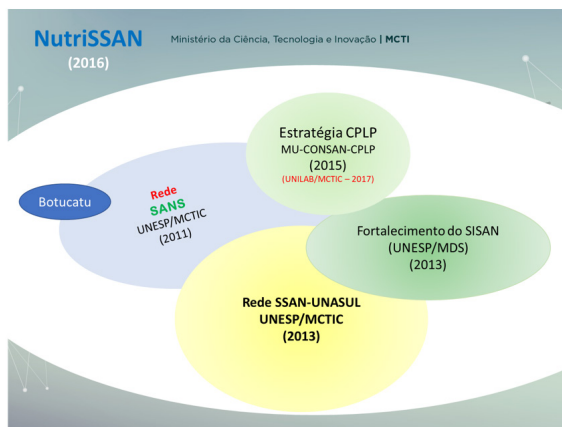 NutriSSAN
(2016)
Ministério da Ciência, Tecnologia e Inovação | MCTI
Estratégia CPLP
MU-CONSAN-CPLP
(2015)
(UNILAB/MCTIC – 2017)
Botucatu
Rede
SANS
UNESP/MCTIC
(2011)
Fortalecimento do SISAN
(UNESP/MDS)
(2013)
Rede SSAN-UNASUL
UNESP/MCTIC
(2013)